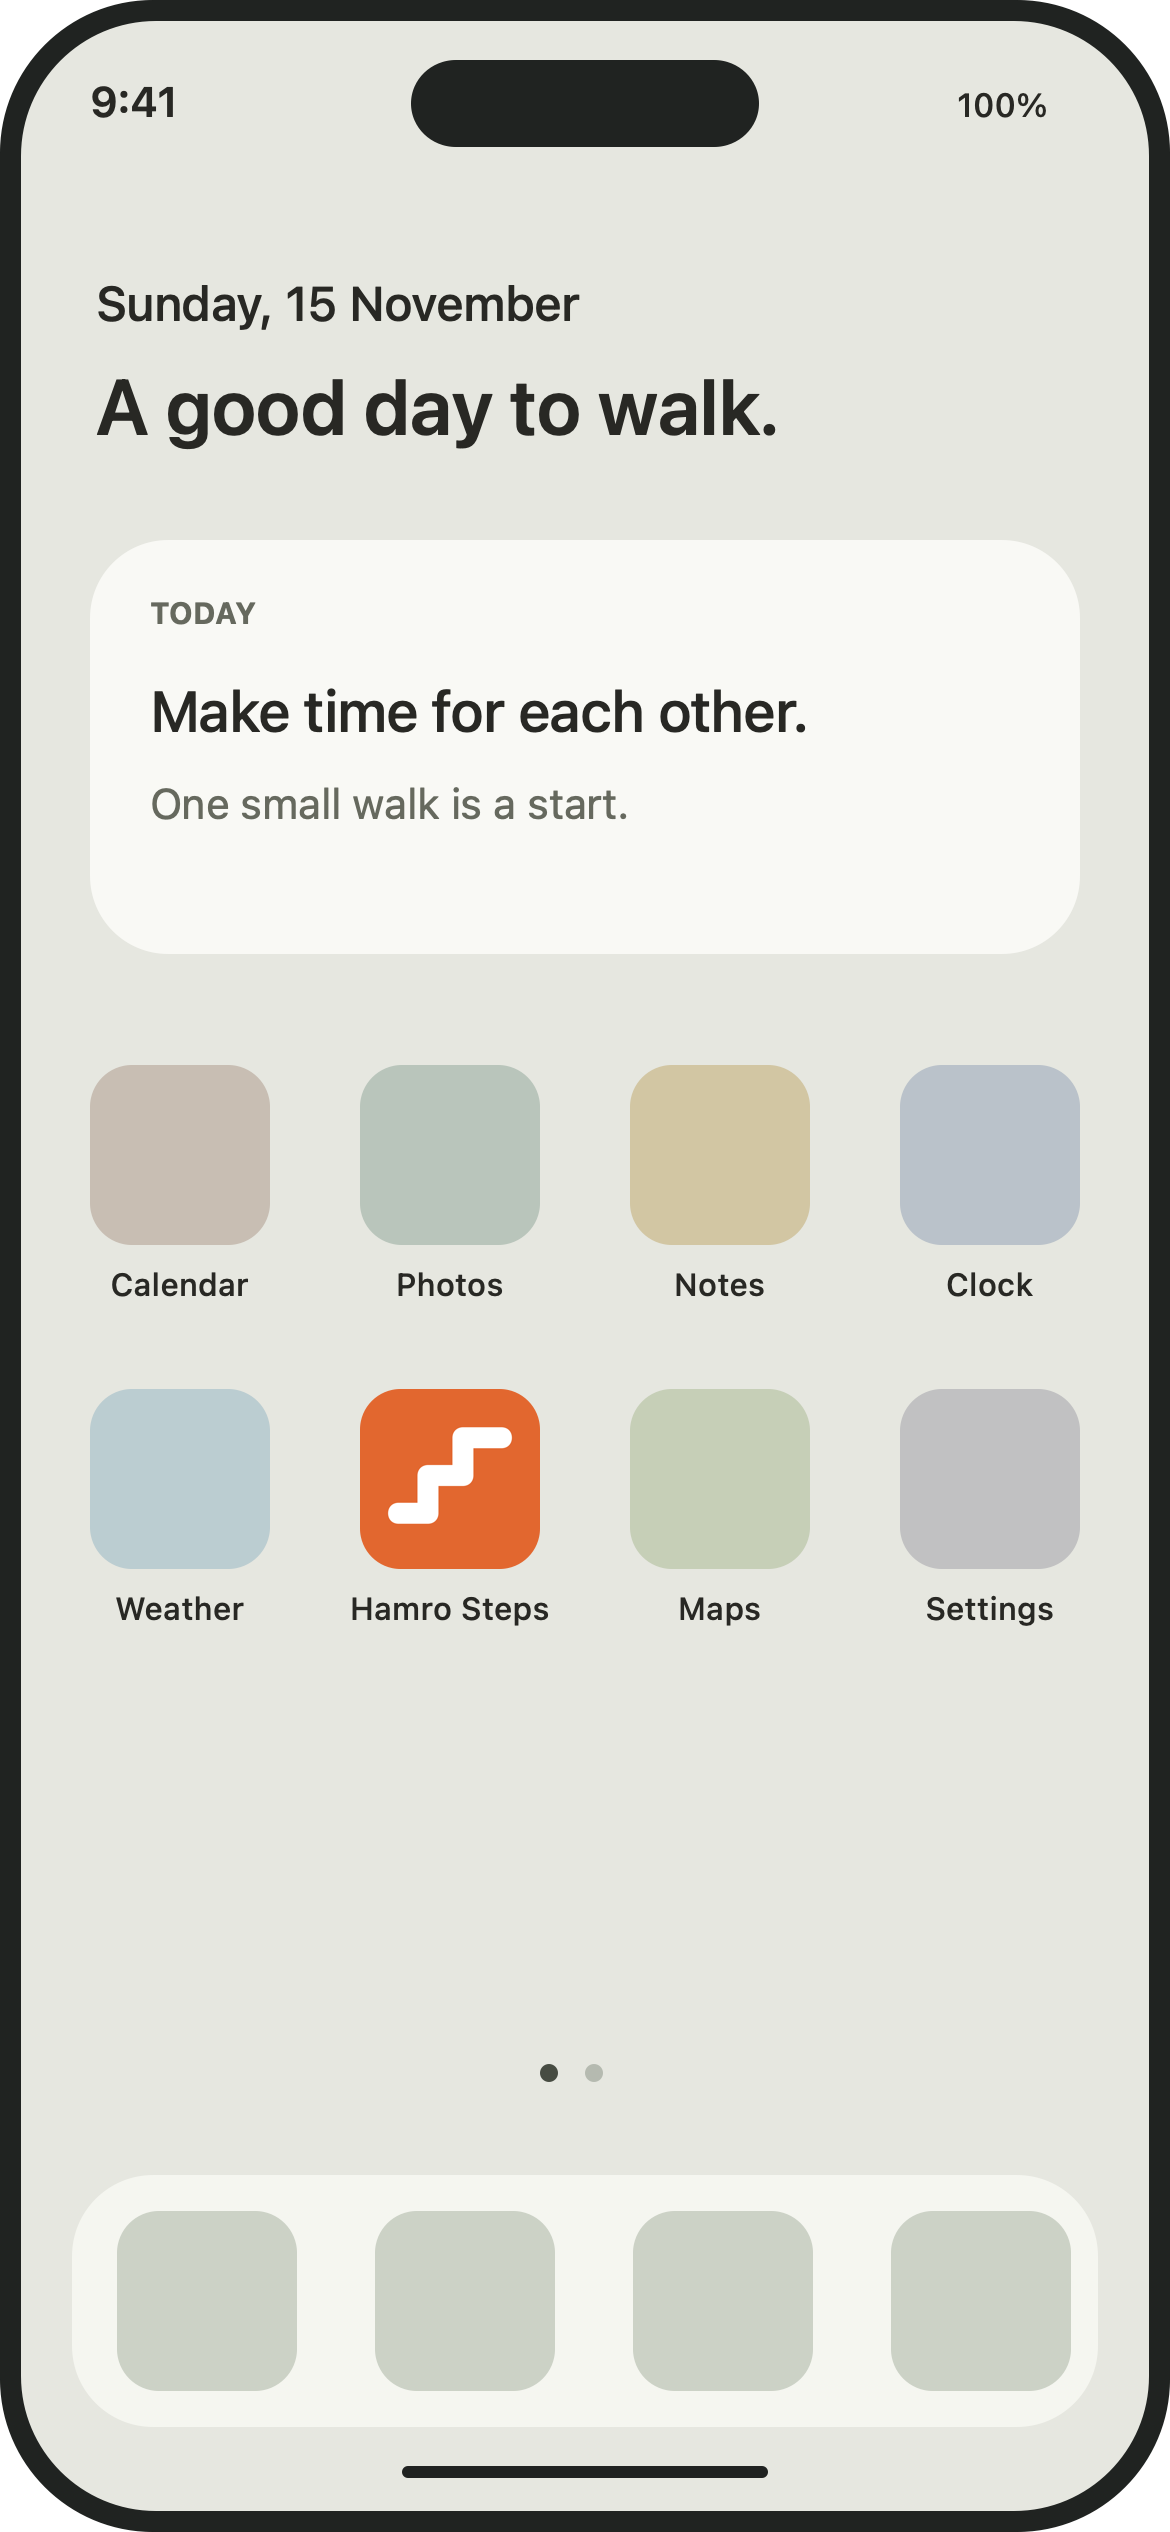 9:41 100%
Sunday, 15 November
A good day to walk.
TODAY
Make time for each other.
One small walk is a start.
Calendar Photos Notes Clock
Weather Hamro Steps Maps Settings